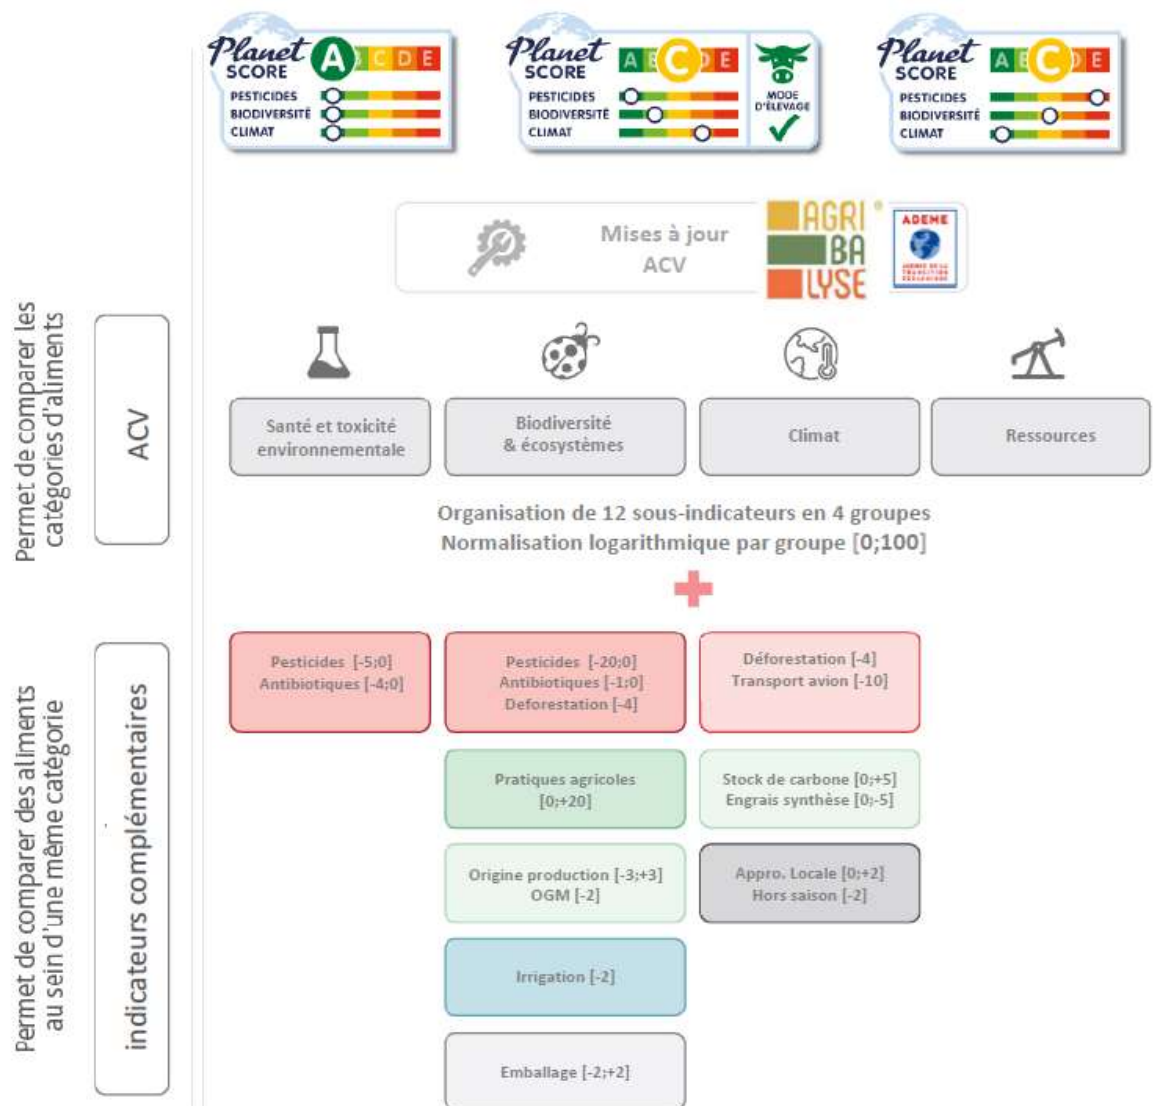 Planet
SCORE
A
C D E
PESTICIDES
BIODIVERSITÉ
CLIMAT
Planet
SCORE
A B C D E
PESTICIDES
BIODIVERSITÉ
CLIMAT
MODE
D'ÉLEVAGE
Planet
SCORE
A B C D E
PESTICIDES
BIODIVERSITÉ
CLIMAT
Mises à jour
ACV
AGRI
BA
LYSE
ADEME
Permet de comparer les
catégories d'aliments
ACV
Santé et toxicité
environnementale
Biodiversité
& écosystèmes
Climat
Ressources
Organisation de 12 sous-indicateurs en 4 groupes
Normalisation logarithmique par groupe [0;100]
Permet de comparer des aliments
au sein d'une même catégorie
indicateurs complémentaires
Pesticides [-5;0]
Antibiotiques [-4;0]
Pesticides [-20;0]
Antibiotiques [-1;0]
Deforestation [-4]
Déforestation [-4]
Transport avion [-10]
Pratiques agricoles
[0;+20]
Stock de carbone [0;+5]
Engrais synthèse [0;-5]
Origine production [-3;+3]
OGM [-2]
Appro. Locale [0;+2]
Hors saison [-2]
Irrigation [-2]
Emballage [-2;+2]